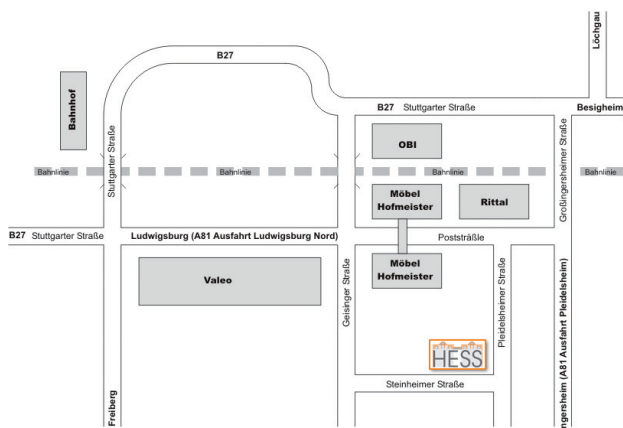 Löchgau
B27
B27 Stuttgarter Straße
Besigheim
Bahnhof
Stuttgarter Straße
OBI
Großingersheimer Straße
Bahnlinie
Bahnlinie
Bahnlinie
Bahnlinie
Möbel
Hofmeister
Rittal
B27 Stuttgarter Straße
Ludwigsburg (A81 Ausfahrt Ludwigsburg Nord)
Poststräßle
Möbel
Hofmeister
Valeo
Geisinger Straße
Pleidelsheimer Straße
ngersheim (A81 Ausfahrt Pleidelsheim)
HESS
Steinheimer Straße
Freiberg